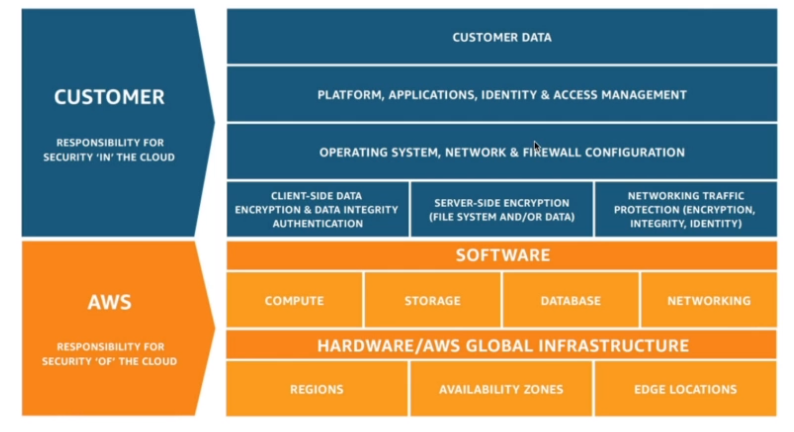 CUSTOMER
RESPONSIBILITY FOR
SECURITY 'IN' THE CLOUD
CUSTOMER DATA
PLATFORM, APPLICATIONS, IDENTITY & ACCESS MANAGEMENT
OPERATING SYSTEM, NETWORK & FIREWALL CONFIGURATION
CLIENT-SIDE DATA
ENCRYPTION & DATA INTEGRITY
AUTHENTICATION
SERVER-SIDE ENCRYPTION
(FILE SYSTEM AND/OR DATA)
NETWORKING TRAFFIC
PROTECTION (ENCRYPTION,
INTEGRITY, IDENTITY)
AWS
RESPONSIBILITY FOR
SECURITY 'OF' THE CLOUD
SOFTWARE
COMPUTE
STORAGE
DATABASE
NETWORKING
HARDWARE/AWS GLOBAL INFRASTRUCTURE
REGIONS
AVAILABILITY ZONES
EDGE LOCATIONS